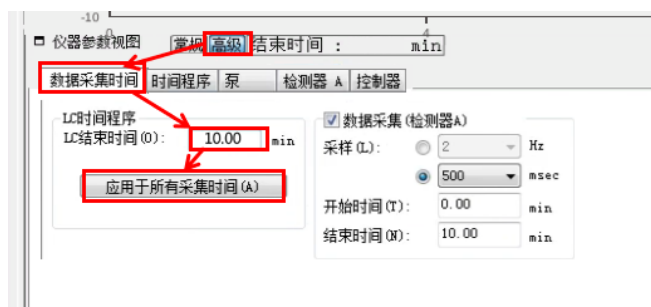 -10
0
4
仪器参数视图 常规 高级 结束时间 : min
数据采集时间 时间程序 泵 检测器 A 控制器
LC时间程序
LC结束时间(O): 10.00 min
应用于所有采集时间(A)
数据采集(检测器A)
采样(L): 2 Hz
500 msec
开始时间(T): 0.00 min
结束时间(N): 10.00 min